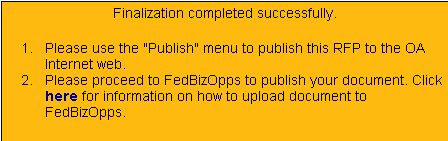 Finalization completed successfully.
1. Please use the "Publish" menu to publish this RFP to the OA
Internet web.
2. Please proceed to FedBizOpps to publish your document. Click
here for information on how to upload document to
FedBizOpps.